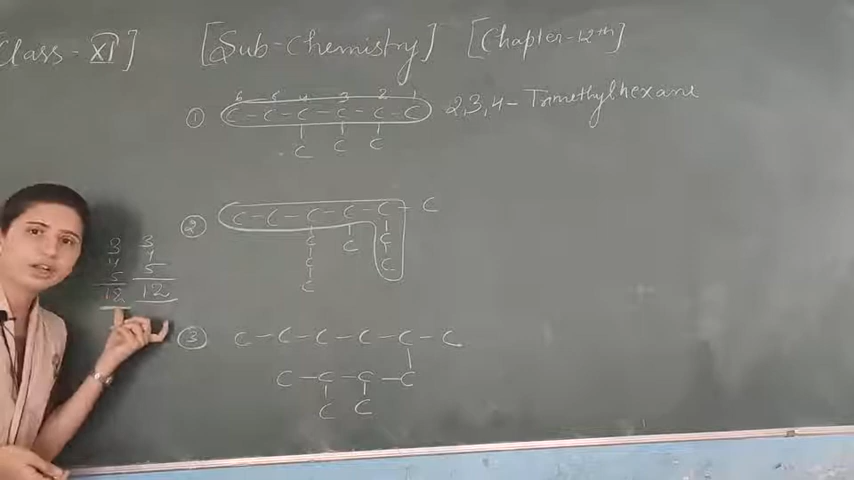 Class - XI] [Sub - Chemistry] [Chapter - 12th]
6 5 4 3 2 1
① C - C - C - C - C - C 2,3,4 - Trimethylhexane
C C C
② C - C - C - C - C - C
C C C
C C
C
3 3
4 4
5 5
12 12
③ C - C - C - C - C - C
C - C - C - C
C C